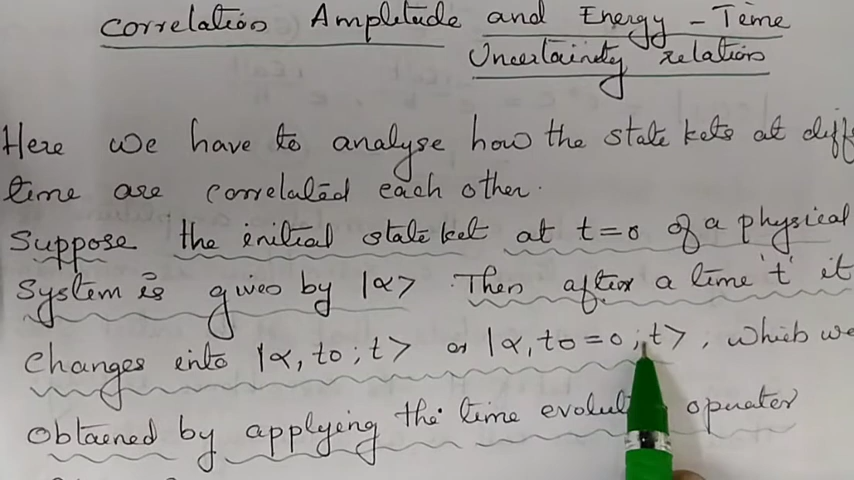 Correlation Amplitude and Energy - Time
Uncertainety relation
Here we have to analyse how the state kets at diff
time are correlated each other.
Suppose the initial state ket at t=0 of a physical
System is given by |α> . Then after a time 't' it
changes into |α, t0 ; t> or |α, t0 = 0 ; t> , which we
obtained by applying the time operator